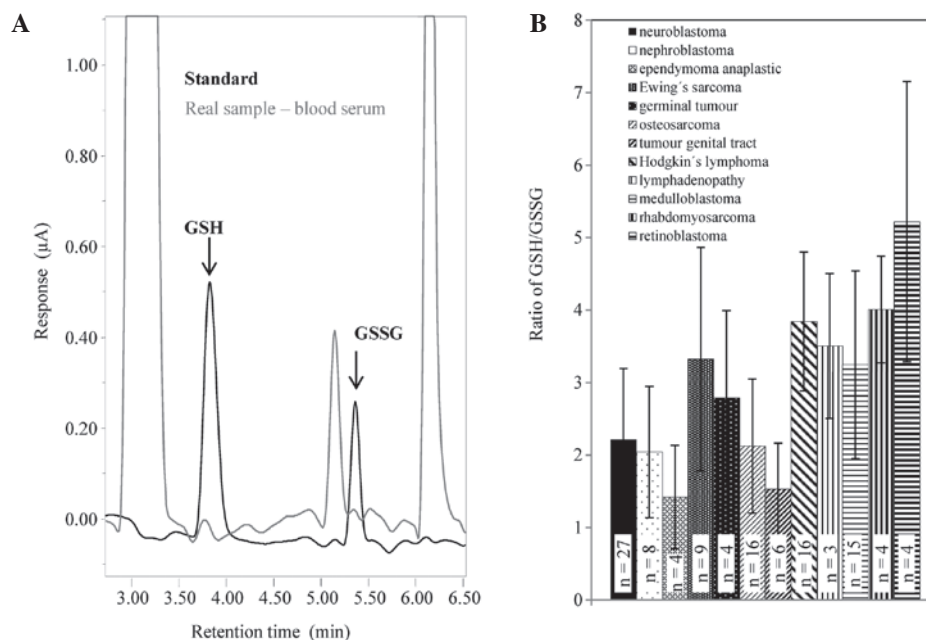 A
1.00
0.80
0.60
0.40
0.20
0.00
Response (µA)
Standard
Real sample – blood serum
GSH
GSSG
3.00 3.50 4.00 4.50 5.00 5.50 6.00 6.50
Retention time (min)
B
8
7
6
5
4
3
2
1
0
Ratio of GSH/GSSG
neuroblastoma
nephroblastoma
ependymoma anaplastic
Ewing´s sarcoma
germinal tumour
osteosarcoma
tumour genital tract
Hodgkin´s lymphoma
lymphadenopathy
medulloblastoma
rhabdomyosarcoma
retinoblastoma
n = 27
n = 8
n = 4
n = 9
n = 4
n = 16
n = 6
n = 16
n = 3
n = 15
n = 4
n = 4